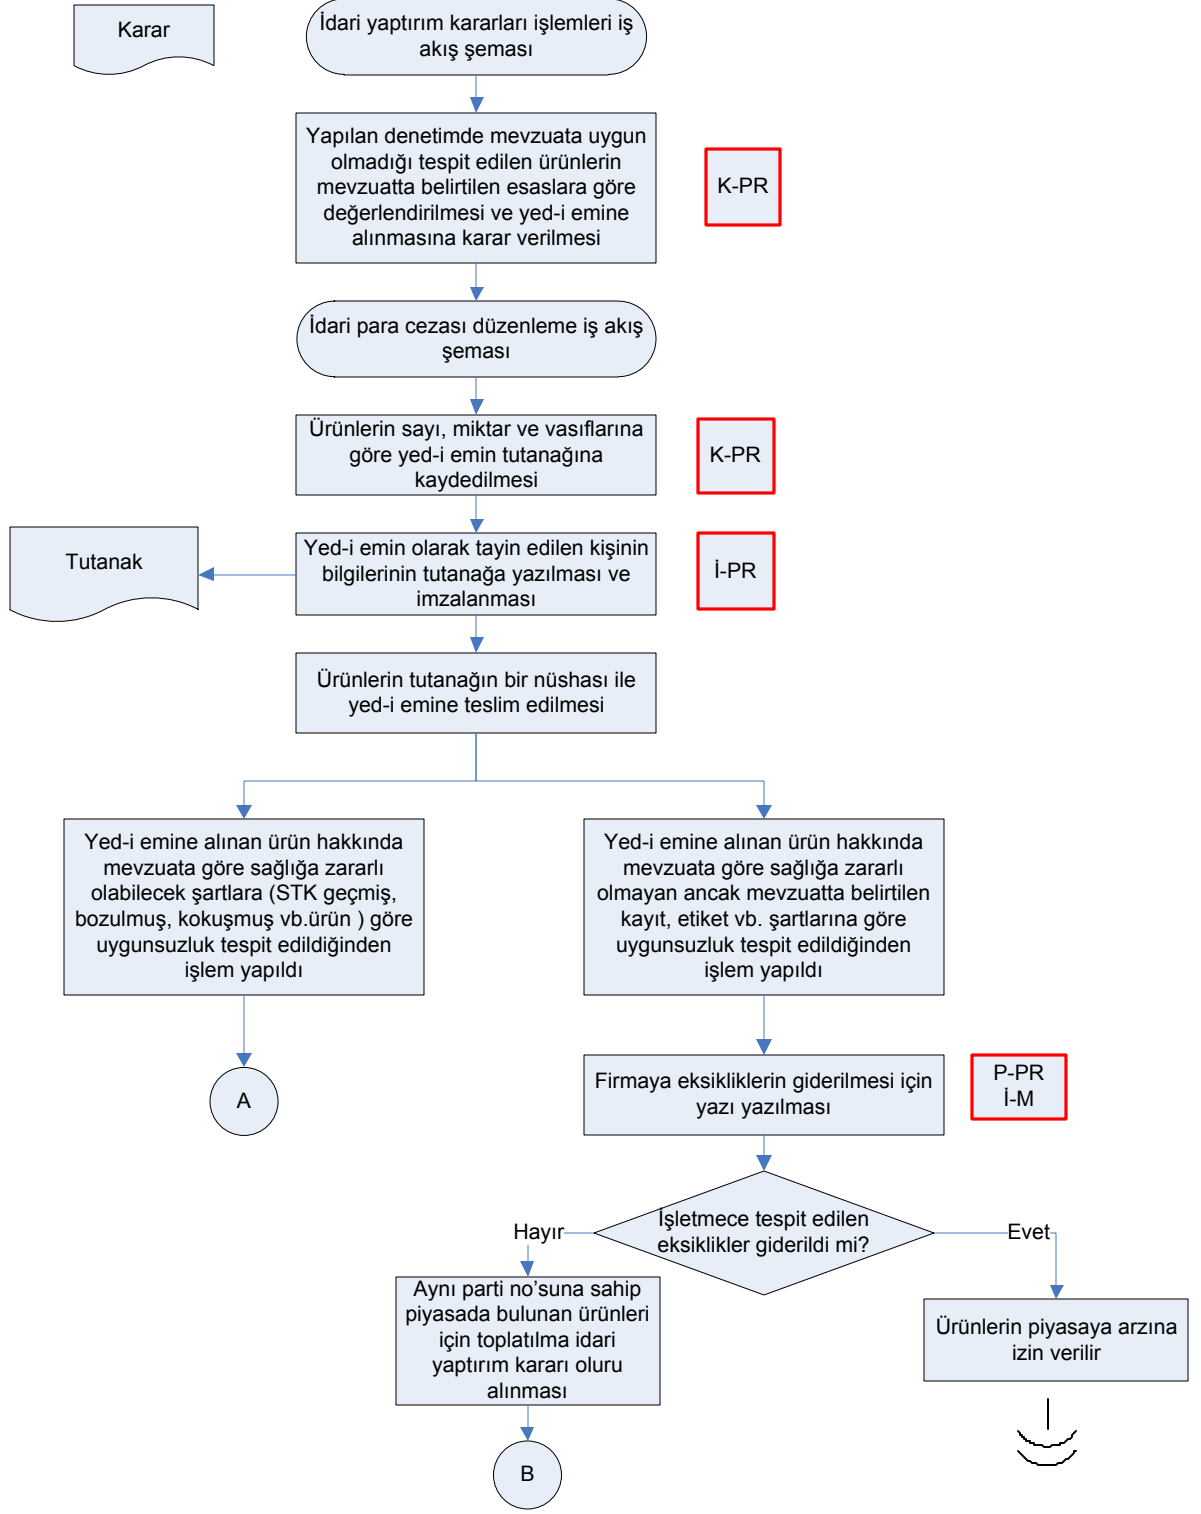 Karar
İdari yaptırım kararları işlemleri iş
akış şeması
Yapılan denetimde mevzuata uygun
olmadığı tespit edilen ürünlerin
mevzuatta belirtilen esaslara göre
değerlendirilmesi ve yed-i emine
alınmasına karar verilmesi
K-PR
İdari para cezası düzenleme iş akış
şeması
Ürünlerin sayı, miktar ve vasıflarına
göre yed-i emin tutanağına
kaydedilmesi
K-PR
Tutanak
Yed-i emin olarak tayin edilen kişinin
bilgilerinin tutanağa yazılması ve
imzalanması
İ-PR
Ürünlerin tutanağın bir nüshası ile
yed-i emine teslim edilmesi
Yed-i emine alınan ürün hakkında
mevzuata göre sağlığa zararlı
olabilecek şartlara (STK geçmiş,
bozulmuş, kokuşmuş vb.ürün ) göre
uygunsuzluk tespit edildiğinden
işlem yapıldı
Yed-i emine alınan ürün hakkında
mevzuata göre sağlığa zararlı
olmayan ancak mevzuatta belirtilen
kayıt, etiket vb. şartlarına göre
uygunsuzluk tespit edildiğinden
işlem yapıldı
A
Firmaya eksikliklerin giderilmesi için
yazı yazılması
P-PR
İ-M
İşletmece tespit edilen
eksiklikler giderildi mi?
Hayır
Evet
Aynı parti no’suna sahip
piyasada bulunan ürünleri
için toplatılma idari
yaptırım kararı oluru
alınması
Ürünlerin piyasaya arzına
izin verilir
B